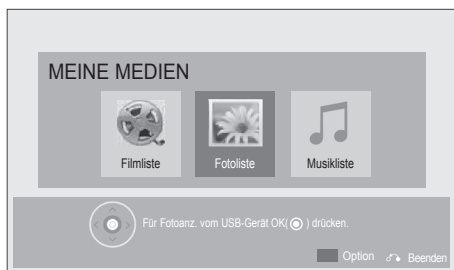 MEINE MEDIEN
Filmliste Fotoliste Musikliste
Für Fotoanz. vom USB-Gerät OK( ) drücken.
Option Beenden